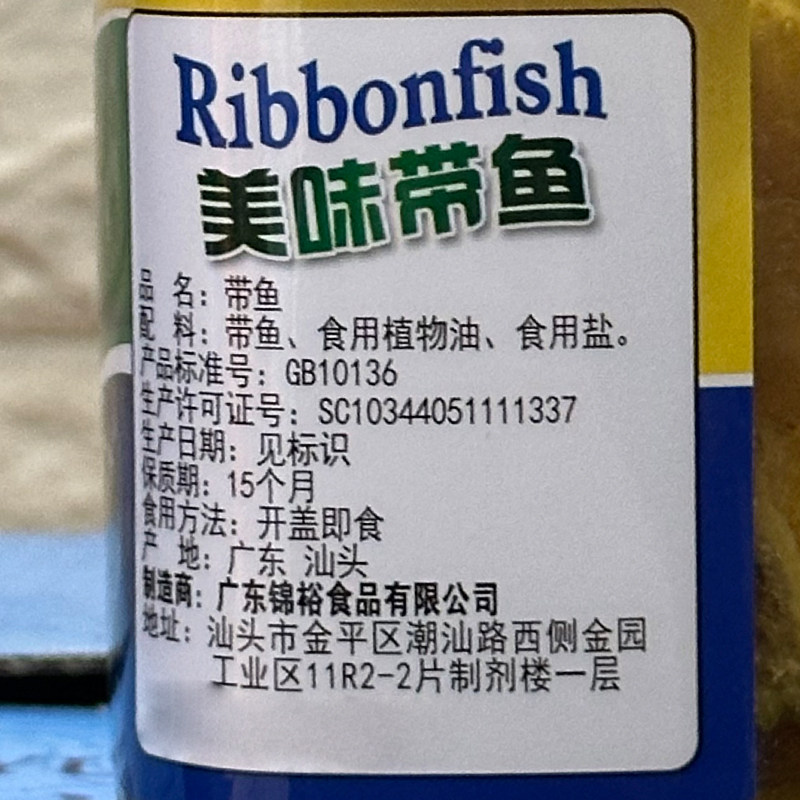 Ribbonfish
美味带鱼
品 名：带鱼
配 料：带鱼、食用植物油、食用盐。
产品标准号：GB10136
生产许可证号：SC10344051111337
生产日期：见标识
保质期：15个月
食用方法：开盖即食
产 地：广东 汕头
制造商：广东锦裕食品有限公司
地址：汕头市金平区潮汕路西侧金园
工业区11R2-2片制剂楼一层